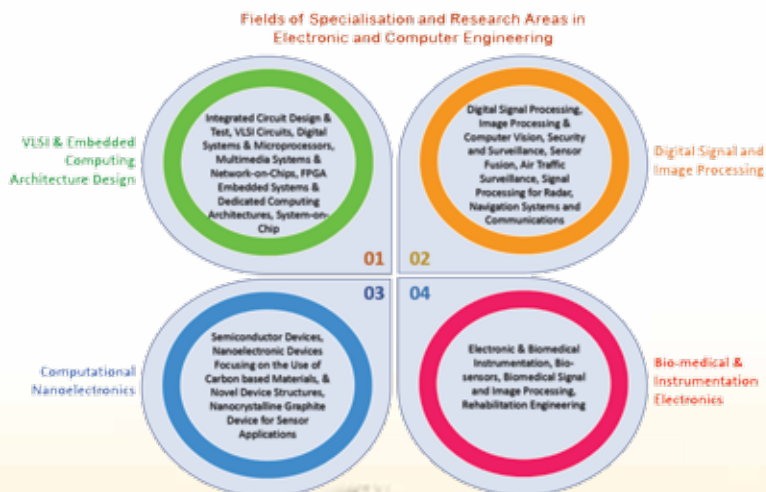 Fields of Specialisation and Research Areas in
Electronic and Computer Engineering
VLSI & Embedded
Computing
Architecture Design
Integrated Circuit Design &
Test, VLSI Circuits, Digital
Systems & Microprocessors,
Multimedia Systems &
Network-on-Chips, FPGA
Embedded Systems &
Dedicated Computing
Architectures, System-on-
Chip
01
Digital Signal Processing,
Image Processing &
Computer Vision, Security
and Surveillance, Sensor
Fusion, Air Traffic
Surveillance, Signal
Processing for Radar,
Navigation Systems and
Communications
02
Digital Signal and
Image Processing
Computational
Nanoelectronics
03
Semiconductor Devices,
Nanoelectronic Devices
Focusing on the Use of
Carbon based Materials, &
Novel Device Structures,
Nanocrystalline Graphite
Device for Sensor
Applications
04
Electronic & Biomedical
Instrumentation, Bio-
sensors, Biomedical Signal
and Image Processing,
Rehabilitation Engineering
Bio-medical &
Instrumentation
Electronics